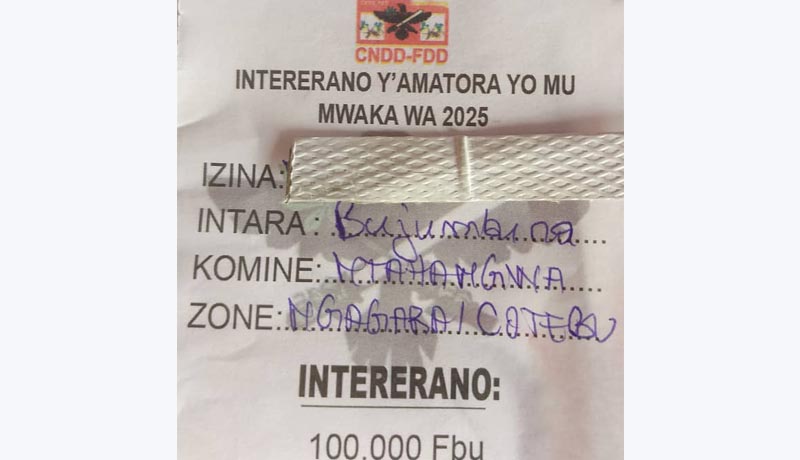 CNDD-FDD
INTERERANO Y'AMATORA YO MU
MWAKA WA 2025
IZINA:
INTARA: Bujumbura
KOMINE: NTAHANGWA
ZONE: NGAGARA / COTEBU
INTERERANO:
100.000 Fbu